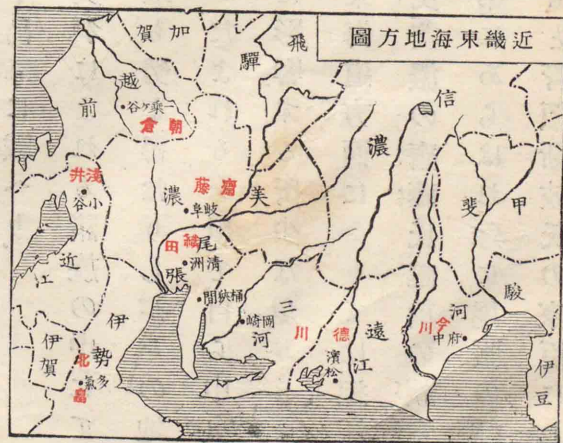 近畿東海地方圖
加賀
飛驒
越前
一乗ケ谷
朝倉
信濃
甲斐
淺井
小谷
齋藤
美濃
岐阜
織田
尾張
清洲
近江
桶狹間
岡崎
三河
德川
遠江
濱松
今川
駿河
府中
伊豆
伊勢
伊賀
北畠
多氣